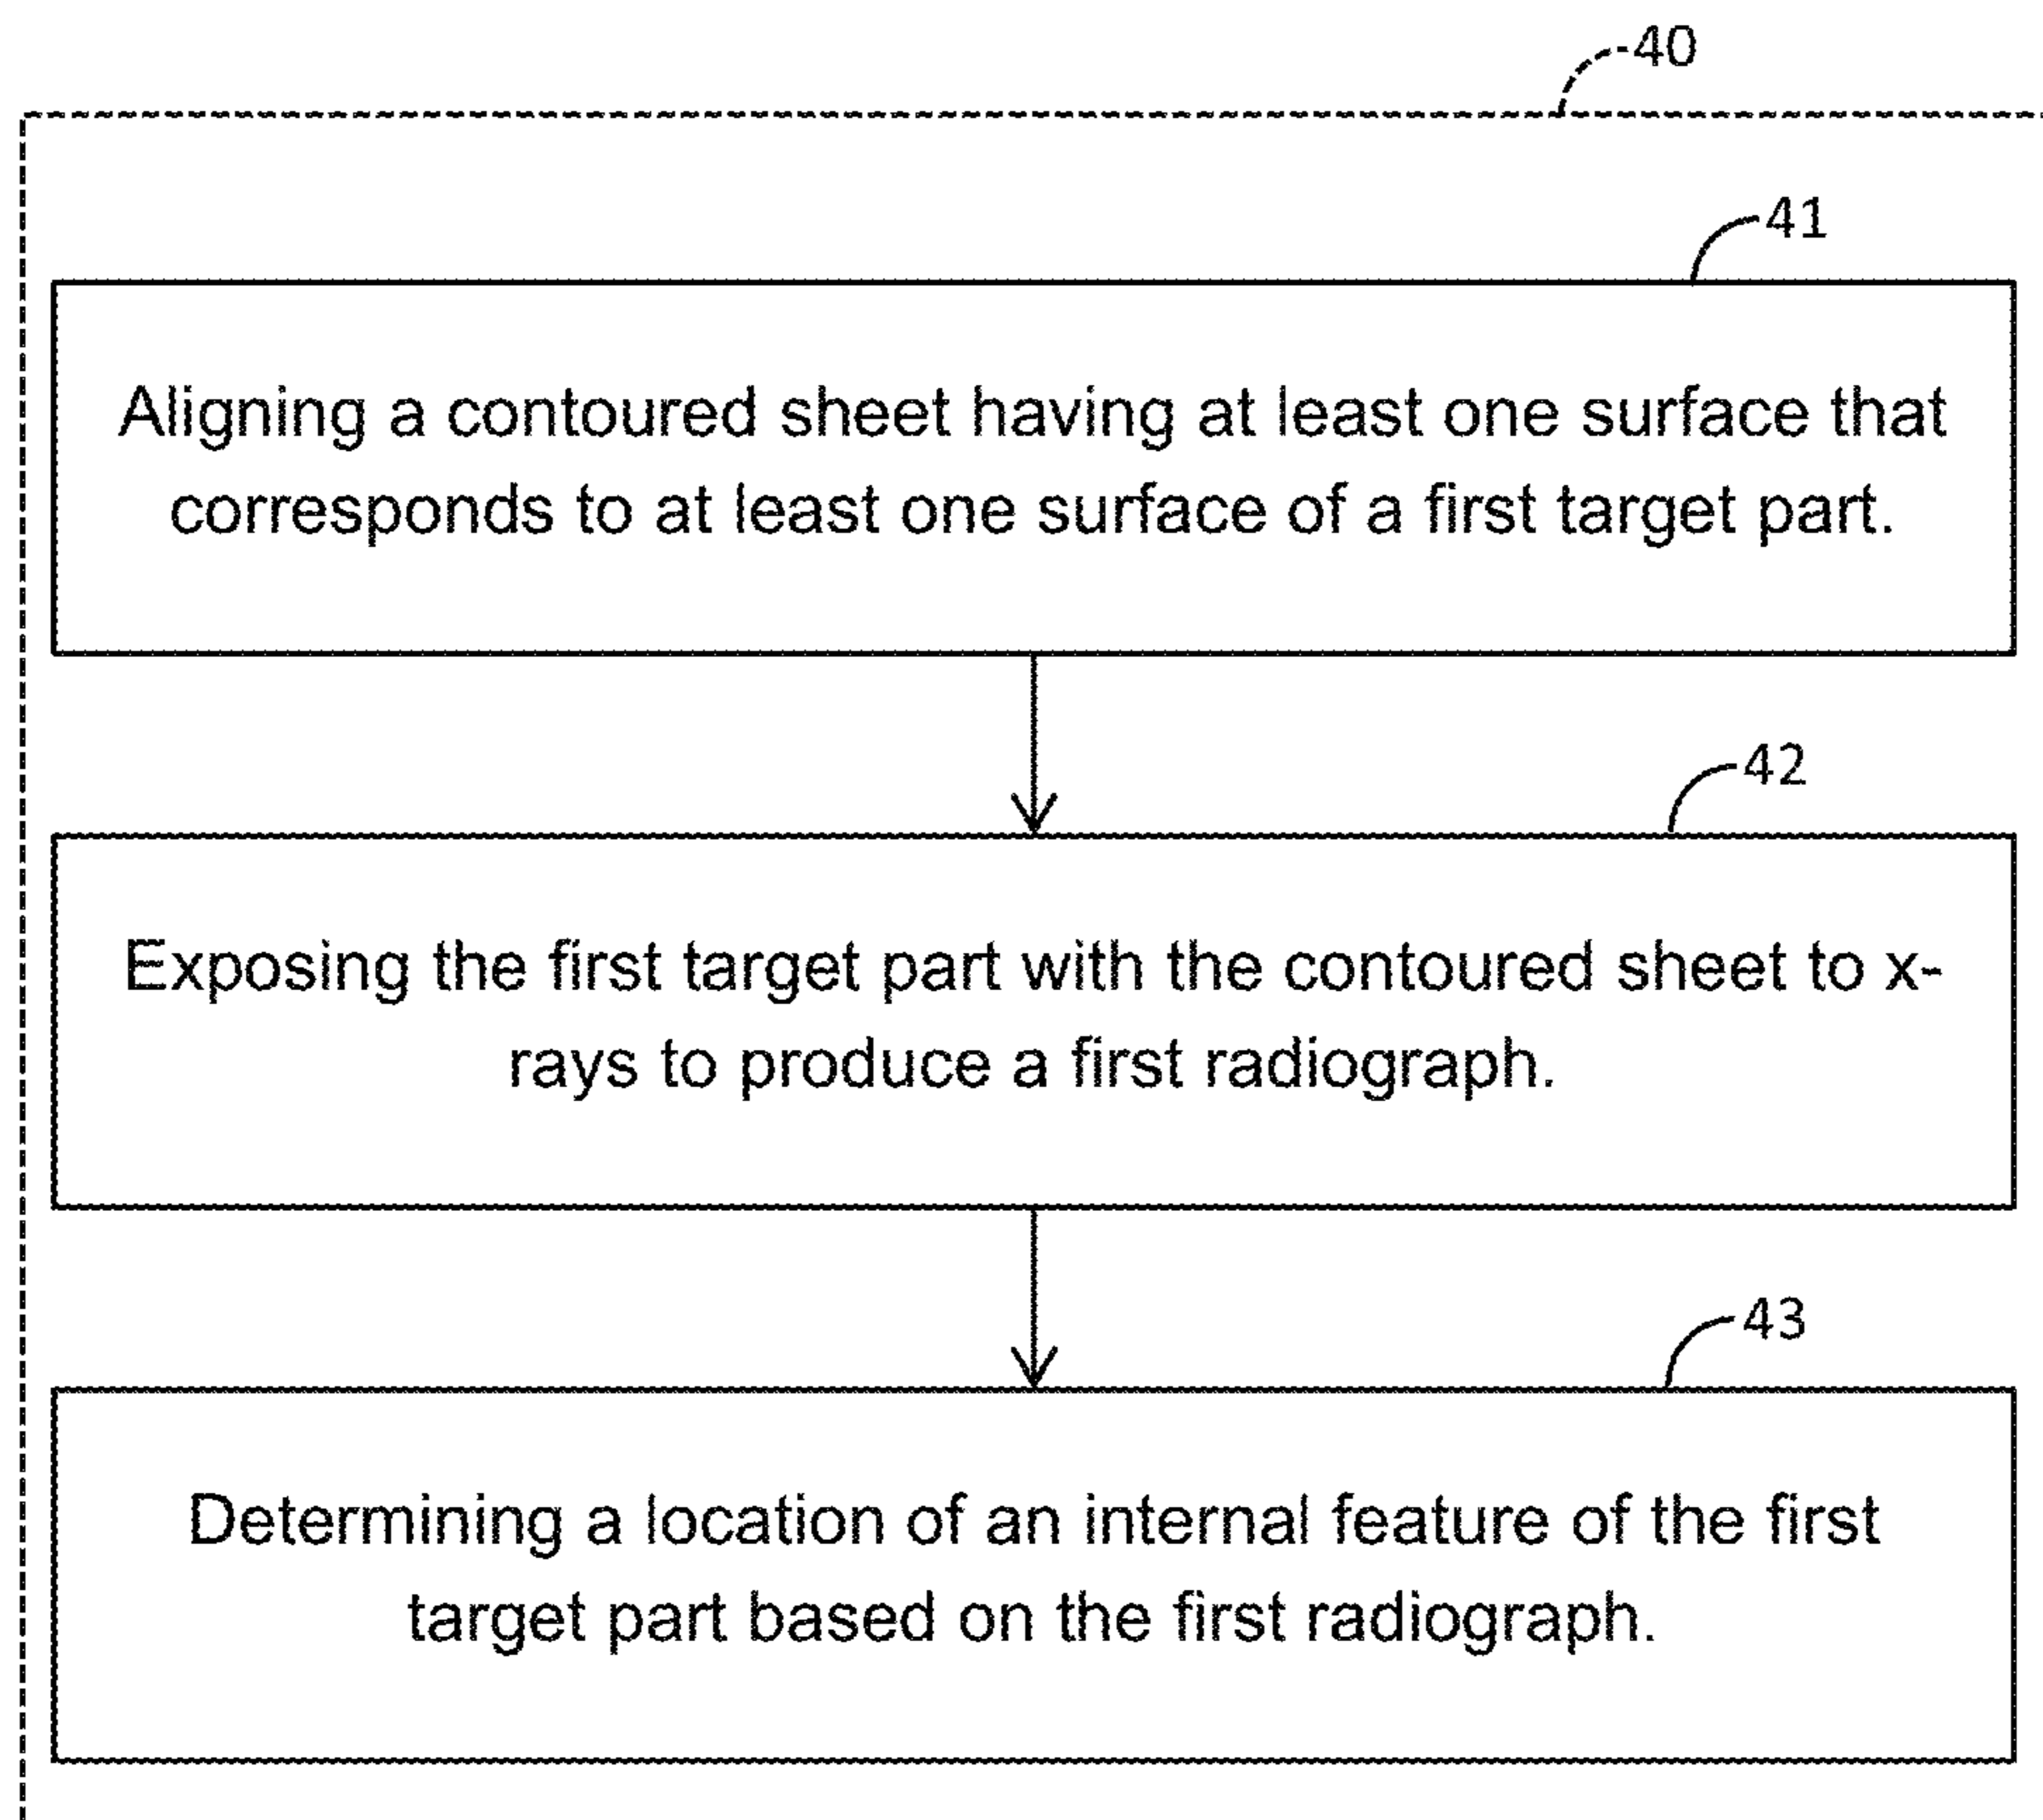 40
41
Aligning a contoured sheet having at least one surface that
corresponds to at least one surface of a first target part.
42
Exposing the first target part with the contoured sheet to x-
rays to produce a first radiograph.
43
Determining a location of an internal feature of the first
target part based on the first radiograph.